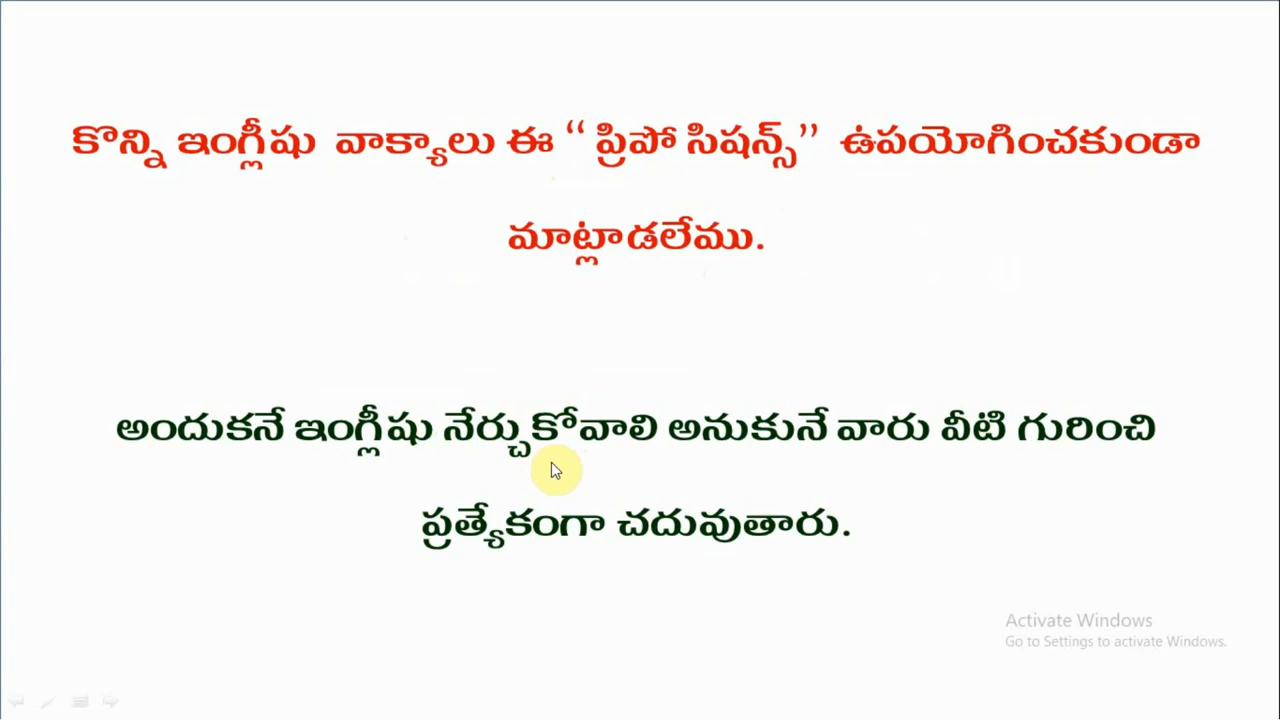 కొన్ని ఇంగ్లీషు వాక్యాలు ఈ “ ప్రిపో సిషన్స్” ఉపయోగించకుండా
మాట్లాడలేము.
అందుకనే ఇంగ్లీషు నేర్చుకోవాలి అనుకునే వారు వీటి గురించి
ప్రత్యేకంగా చదువుతారు.
Activate Windows
Go to Settings to activate Windows.